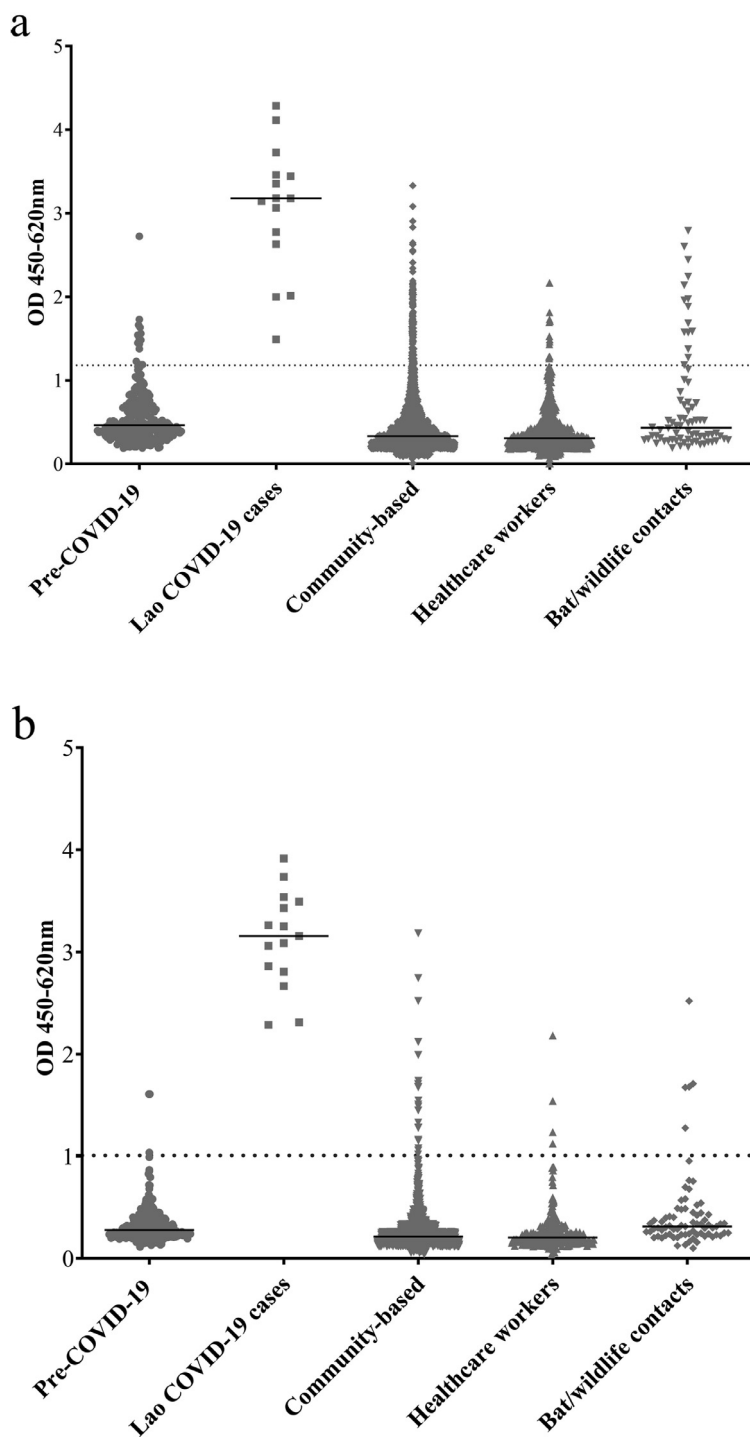 a
5
4
3
2
1
0
OD 450-620nm
Pre-COVID-19
Lao COVID-19 cases
Community-based
Healthcare workers
Bat/wildlife contacts
b
5
4
3
2
1
0
OD 450-620nm
Pre-COVID-19
Lao COVID-19 cases
Community-based
Healthcare workers
Bat/wildlife contacts